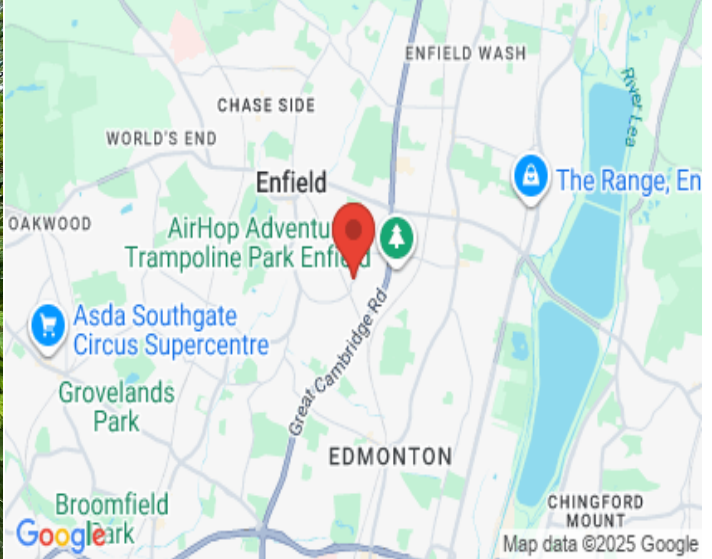 ENFIELD WASH
River Lea
CHASE SIDE
WORLD'S END
Enfield
The Range, En
OAKWOOD
AirHop Adventu
Trampoline Park Enfield
Asda Southgate
Circus Supercentre
Great Cambridge Rd
Grovelands
Park
EDMONTON
Broomfield
Park
CHINGFORD
MOUNT
Google
Map data ©2025 Google